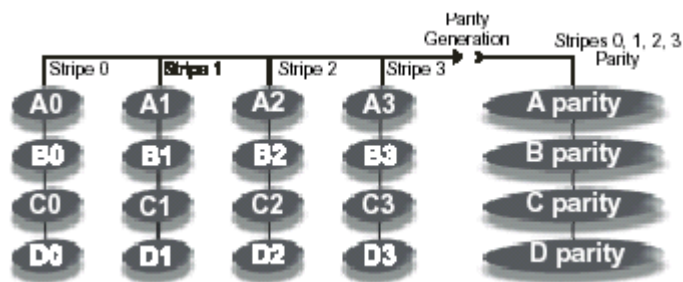 Parity
Generation
Stripes 0, 1, 2, 3
Parity
Stripe 0
Stripe 1
Stripe 2
Stripe 3
A0 A1 A2 A3 A parity
B0 B1 B2 B3 B parity
C0 C1 C2 C3 C parity
D0 D1 D2 D3 D parity